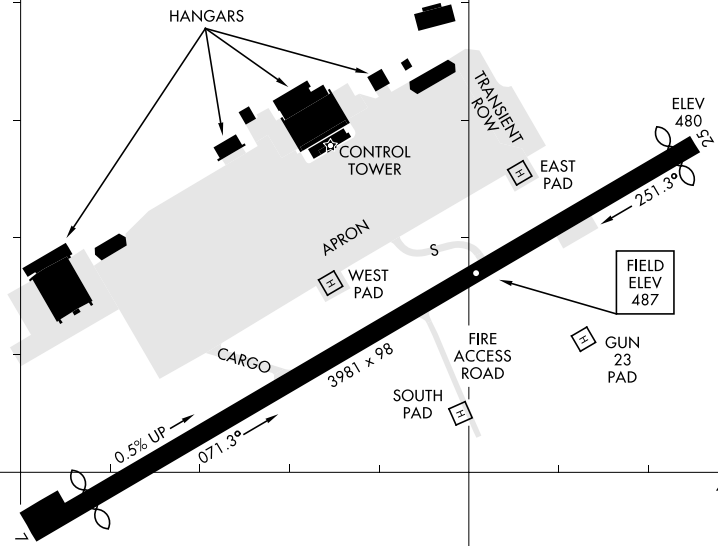 HANGARS
TRANSIENT
ROW
ELEV
480
25
CONTROL
TOWER
H
EAST
PAD
251.3°
APRON
S
H
WEST
PAD
FIELD
ELEV
487
CARGO
3981 x 98
FIRE
ACCESS
ROAD
H
GUN
23
PAD
SOUTH
PAD
H
0.5% UP
071.3°
7